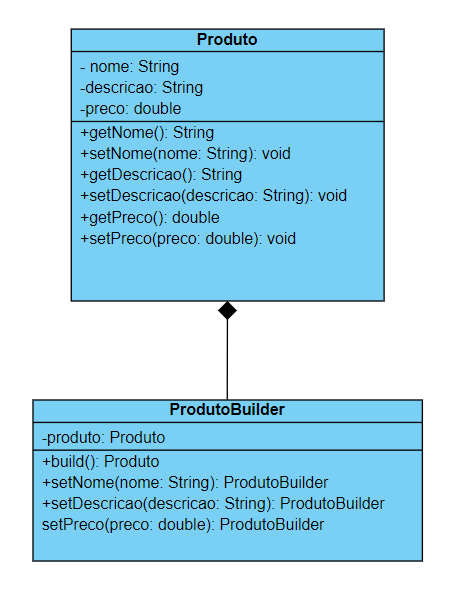 Produto
- nome: String
-descricao: String
-preco: double
+getNome(): String
+setNome(nome: String): void
+getDescricao(): String
+setDescricao(descricao: String): void
+getPreco(): double
+setPreco(preco: double): void
ProdutoBuilder
-produto: Produto
+build(): Produto
+setNome(nome: String): ProdutoBuilder
+setDescricao(descricao: String): ProdutoBuilder
setPreco(preco: double): ProdutoBuilder